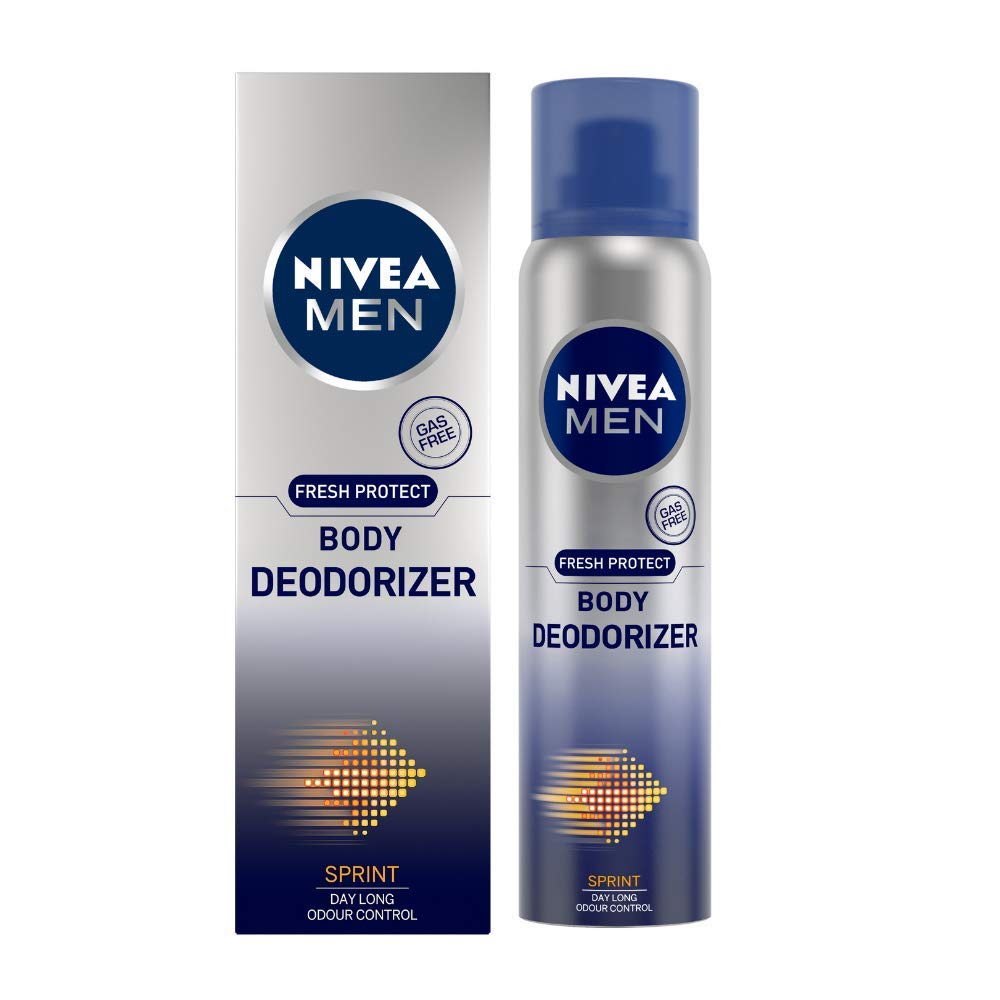 NIVEA
MEN
GAS
FREE
FRESH PROTECT
BODY
DEODORIZER
SPRINT
DAY LONG
ODOUR CONTROL
NIVEA
MEN
GAS
FREE
FRESH PROTECT
BODY
DEODORIZER
SPRINT
DAY LONG
ODOUR CONTROL